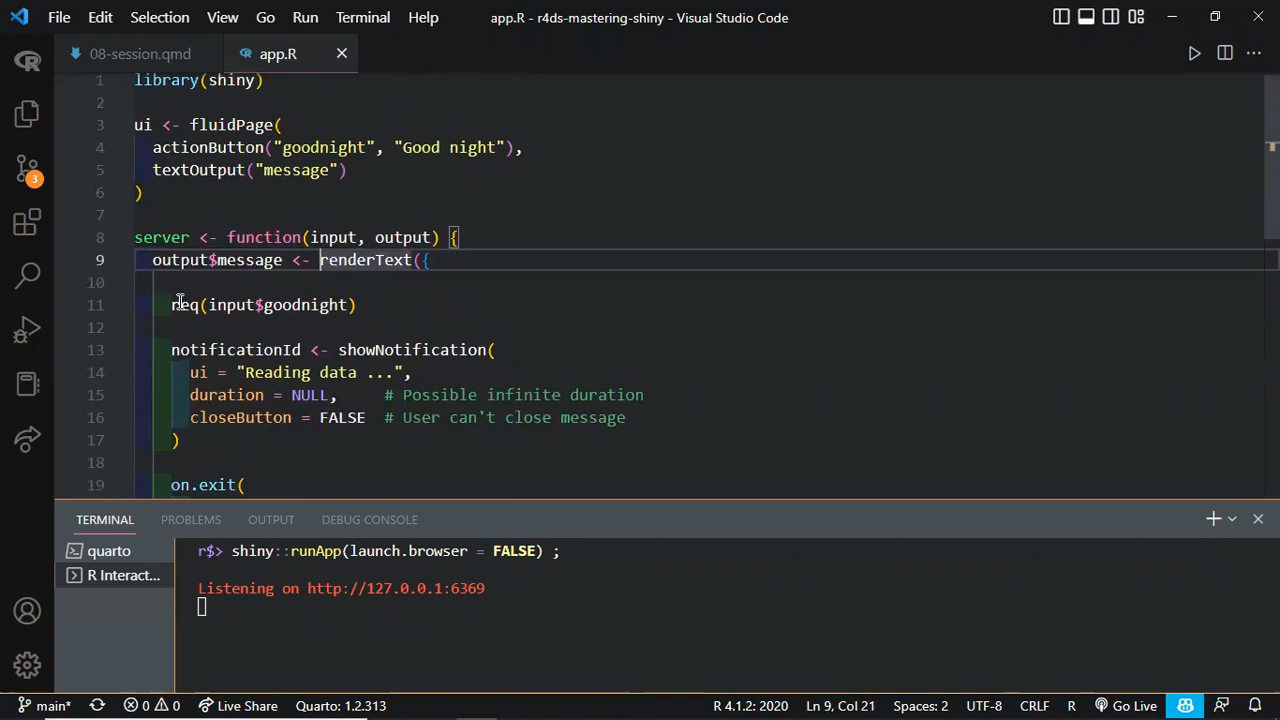 File Edit Selection View Go Run Terminal Help app.R - r4ds-mastering-shiny - Visual Studio Code
08-session.qmd app.R
1 library(shiny)
2
3 ui <- fluidPage(
4 actionButton("goodnight", "Good night"),
5 textOutput("message")
6 )
7
8 server <- function(input, output) {
9 output$message <- renderText({
10
11 req(input$goodnight)
12
13 notificationId <- showNotification(
14 ui = "Reading data ...",
15 duration = NULL, # Possible infinite duration
16 closeButton = FALSE # User can't close message
17 )
18
19 on.exit(
3
TERMINAL PROBLEMS OUTPUT DEBUG CONSOLE
quarto
R Interact...
r$> shiny::runApp(launch.browser = FALSE) ;
Listening on http://127.0.0.1:6369
main* 0 0 Live Share Quarto: 1.2.313 R 4.1.2: 2020 Ln 9, Col 21 Spaces: 2 UTF-8 CRLF R Go Live